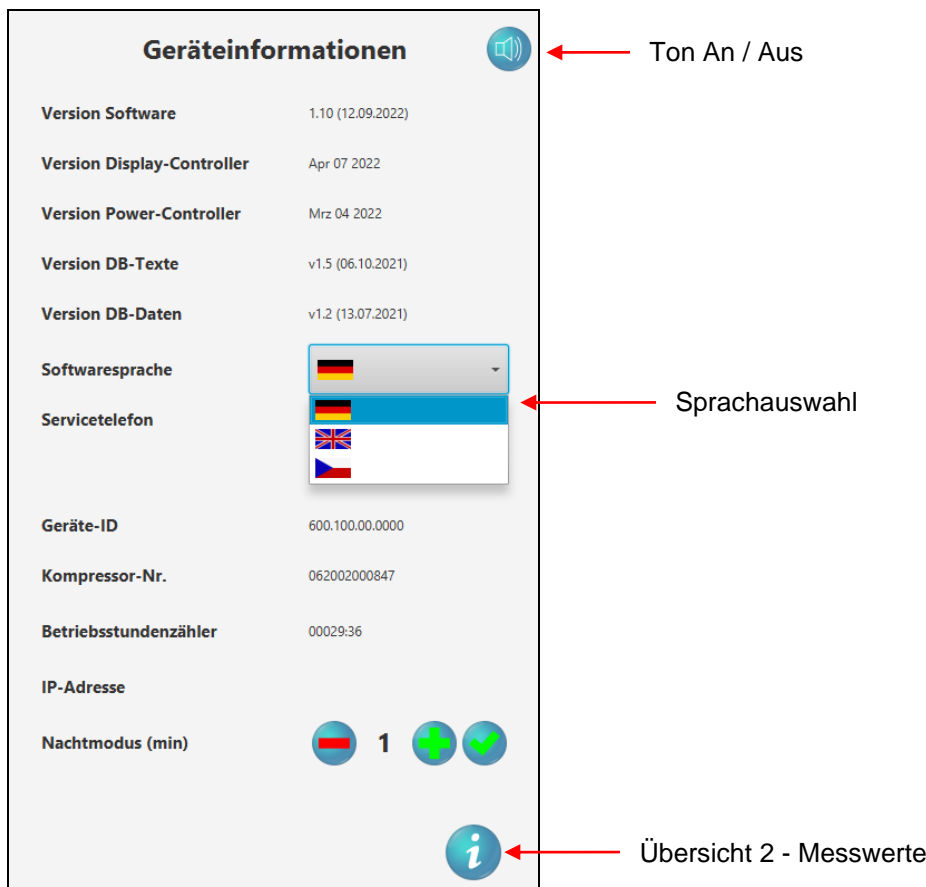 Geräteinformationen
Ton An / Aus
Version Software 1.10 (12.09.2022)
Version Display-Controller Apr 07 2022
Version Power-Controller Mrz 04 2022
Version DB-Texte v1.5 (06.10.2021)
Version DB-Daten v1.2 (13.07.2021)
Softwaresprache
Sprachauswahl
Servicetelefon
Geräte-ID 600.100.00.0000
Kompressor-Nr. 062002000847
Betriebsstundenzähler 00029:36
IP-Adresse
Nachtmodus (min) 1
i Übersicht 2 - Messwerte